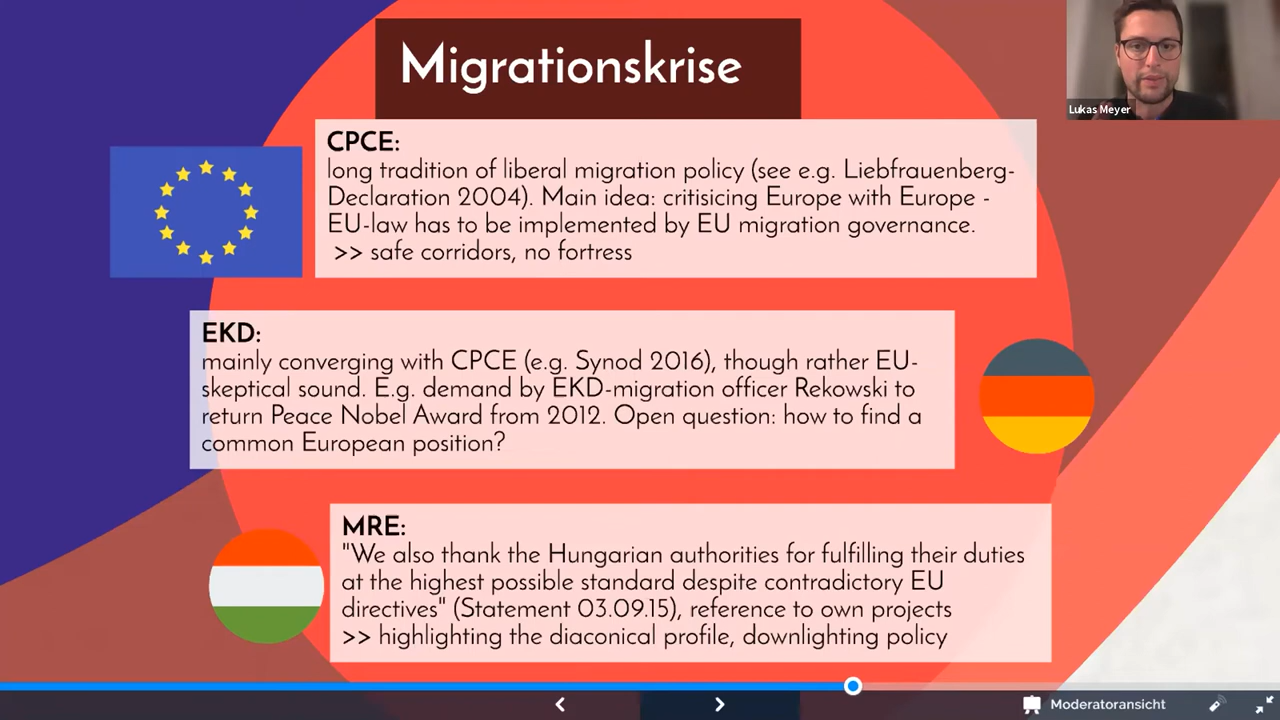 Migrationskrise
Lukas Meyer
CPCE:
long tradition of liberal migration policy (see e.g. Liebfrauenberg-
Declaration 2004). Main idea: critisicing Europe with Europe -
EU-law has to be implemented by EU migration governance.
>> safe corridors, no fortress
EKD:
mainly converging with CPCE (e.g. Synod 2016), though rather EU-
skeptical sound. E.g. demand by EKD-migration officer Rekowski to
return Peace Nobel Award from 2012. Open question: how to find a
common European position?
MRE:
"We also thank the Hungarian authorities for fulfilling their duties
at the highest possible standard despite contradictory EU
directives" (Statement 03.09.15), reference to own projects
>> highlighting the diaconical profile, downlighting policy
Moderatoransicht